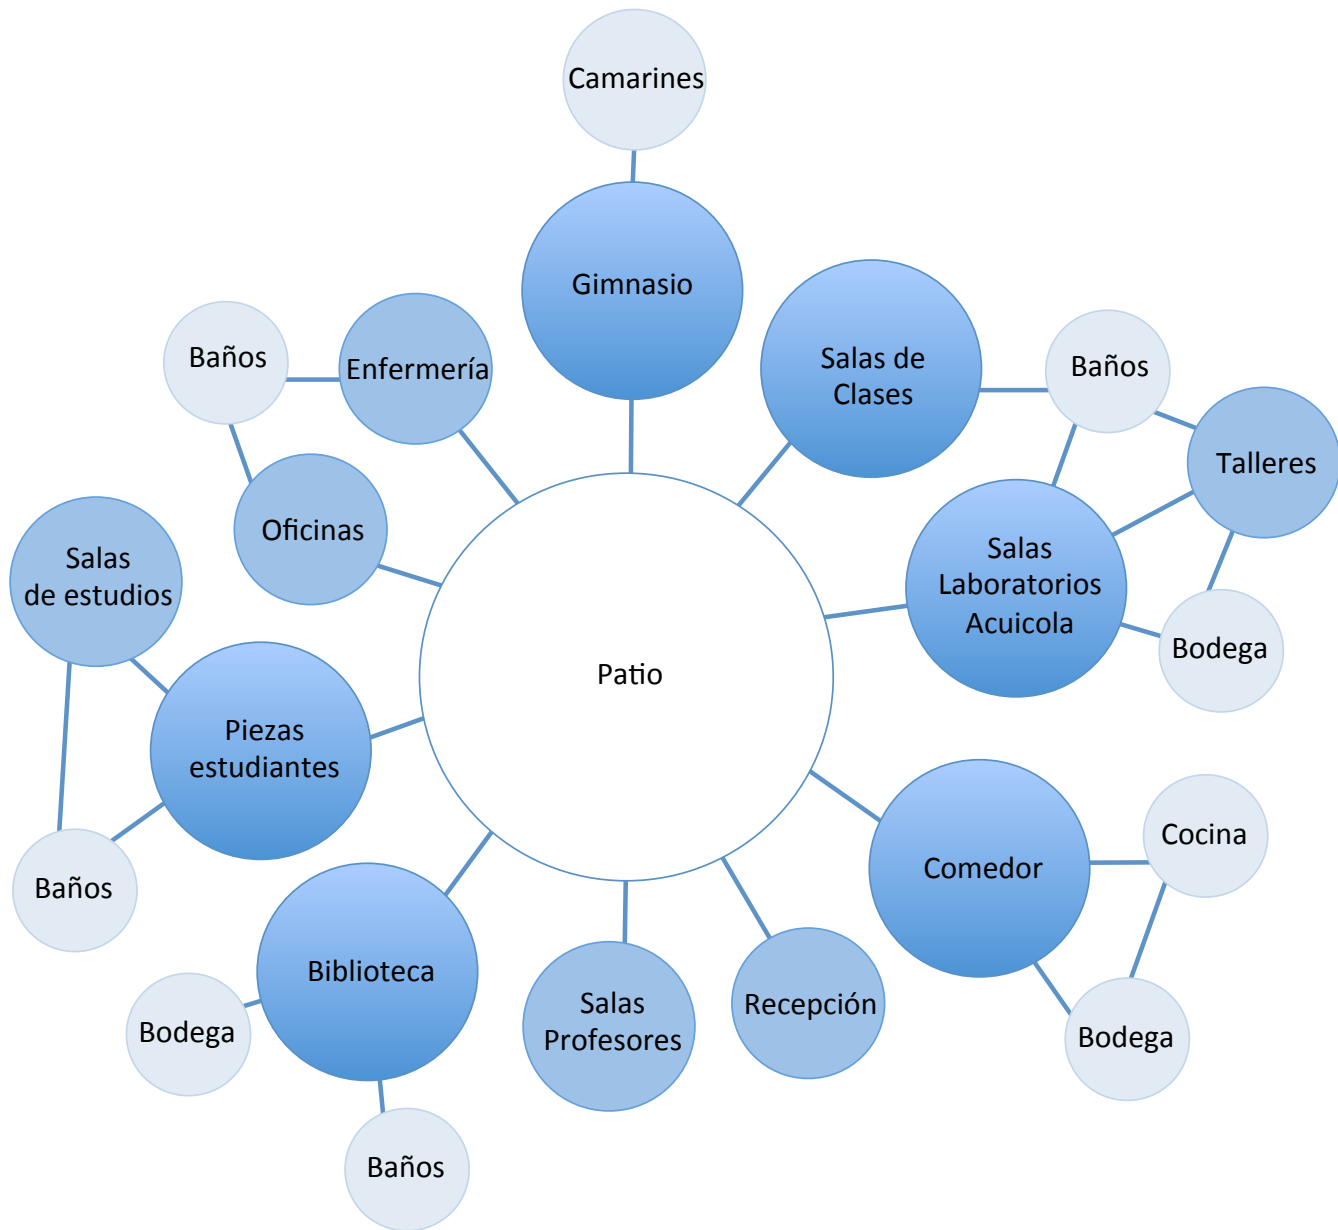 Camarines
Gimnasio
Salas de
Clases
Baños
Talleres
Salas
Laboratorios
Acuicola
Bodega
Baños
Enfermería
Oficinas
Salas
de estudios
Piezas
estudiantes
Baños
Patio
Comedor
Cocina
Bodega
Recepción
Salas
Profesores
Biblioteca
Bodega
Baños